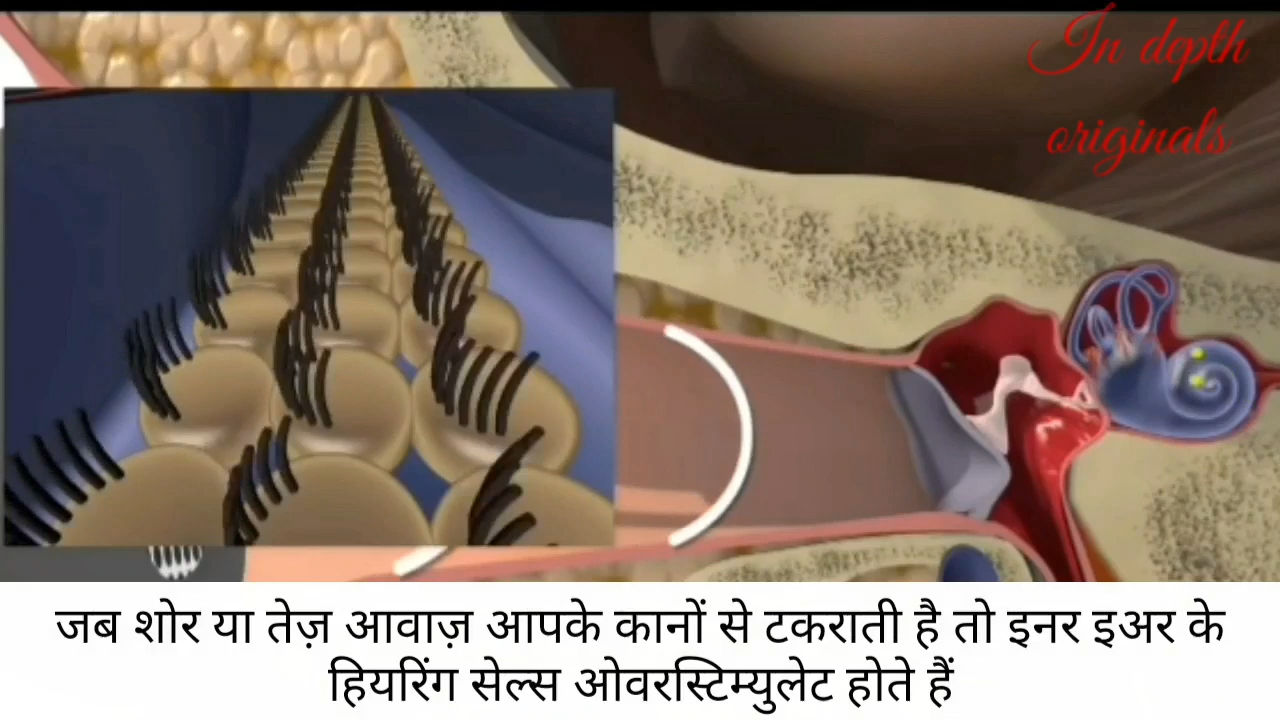 In depth
originals
जब शोर या तेज़ आवाज़ आपके कानों से टकराती है तो इनर इअर के
हियरिंग सेल्स ओवरस्टिम्युलेट होते हैं